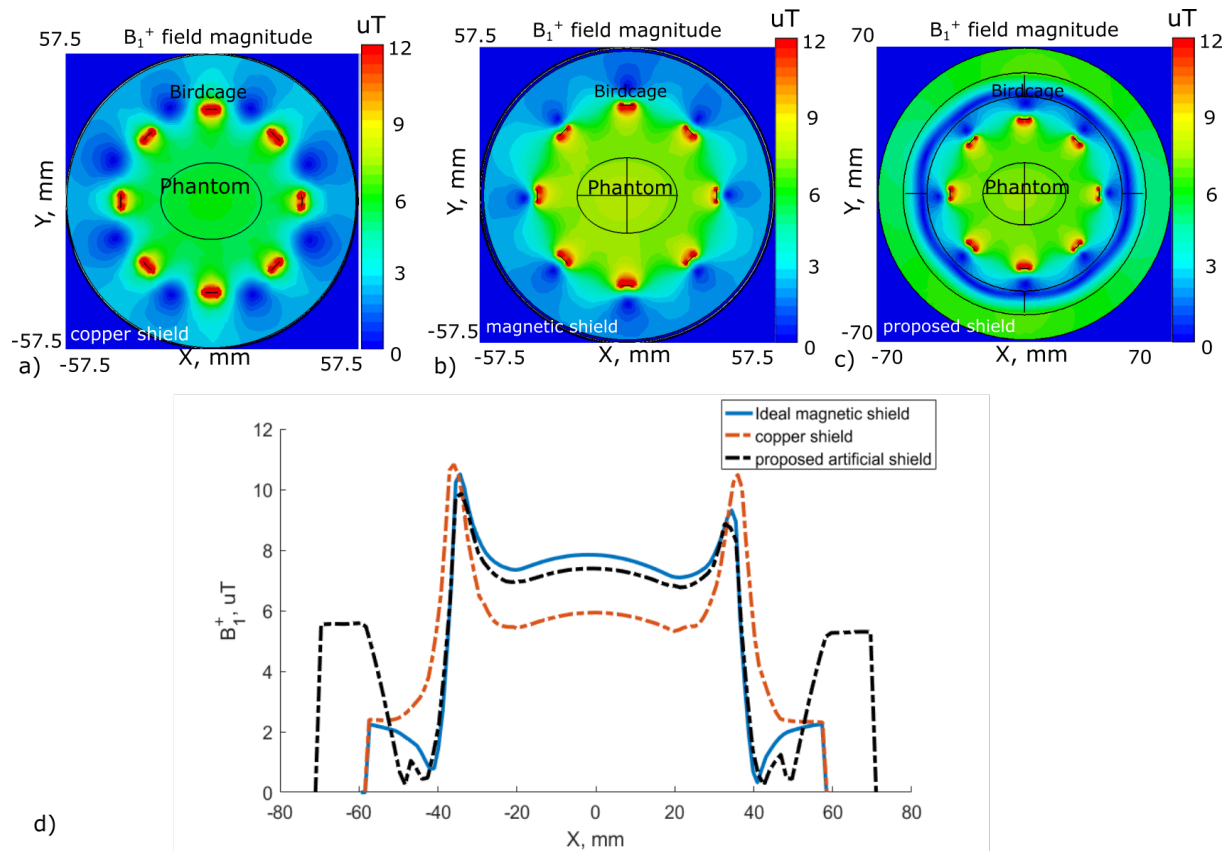 B₁⁺ field magnitude
uT
57.5
12
9
6
3
0
Birdcage
Phantom
Y, mm
copper shield
-57.5
-57.5
X, mm
57.5
a)
B₁⁺ field magnitude
uT
57.5
12
9
6
3
0
Birdcage
Phantom
Y, mm
magnetic shield
-57.5
-57.5
X, mm
57.5
b)
B₁⁺ field magnitude
uT
70
12
9
6
3
0
Birdcage
Phantom
Y, mm
proposed shield
-70
-70
X, mm
70
c)
Ideal magnetic shield
copper shield
proposed artificial shield
12
10
8
6
4
2
0
B₁⁺, uT
-80 -60 -40 -20 0 20 40 60 80
X, mm
d)